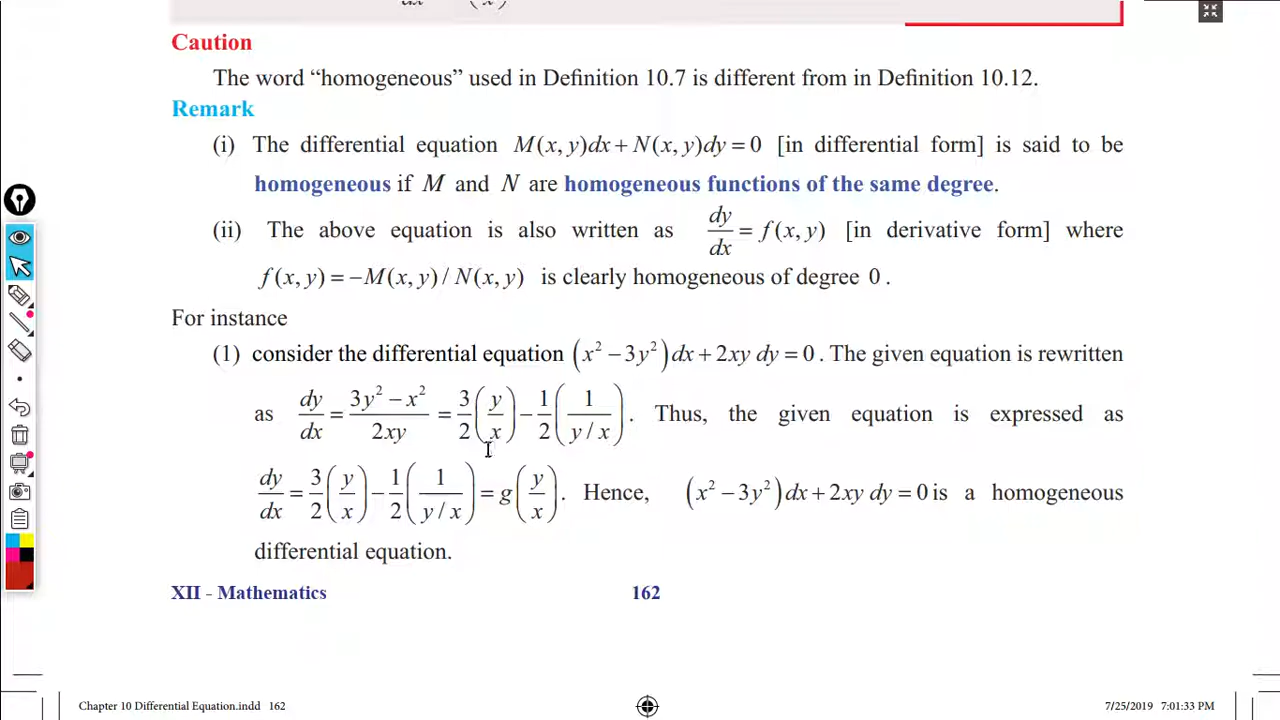 dx (x)
Caution
The word “homogeneous” used in Definition 10.7 is different from in Definition 10.12.
Remark
(i) The differential equation M(x, y)dx + N(x, y)dy = 0 [in differential form] is said to be
homogeneous if M and N are homogeneous functions of the same degree.
(ii) The above equation is also written as dy/dx = f(x, y) [in derivative form] where
f(x, y) = −M(x, y) / N(x, y) is clearly homogeneous of degree 0 .
For instance
(1) consider the differential equation (x² − 3y²)dx + 2xy dy = 0 . The given equation is rewritten
as dy/dx = (3y² − x²)/(2xy) = 3/2 (y/x) − 1/2 (1/(y / x)) . Thus, the given equation is expressed as
dy/dx = 3/2 (y/x) − 1/2 (1/(y / x)) = g(y/x) . Hence, (x² − 3y²)dx + 2xy dy = 0 is a homogeneous
differential equation.
XII - Mathematics 162
Chapter 10 Differential Equation.indd 162 7/25/2019 7:01:33 PM